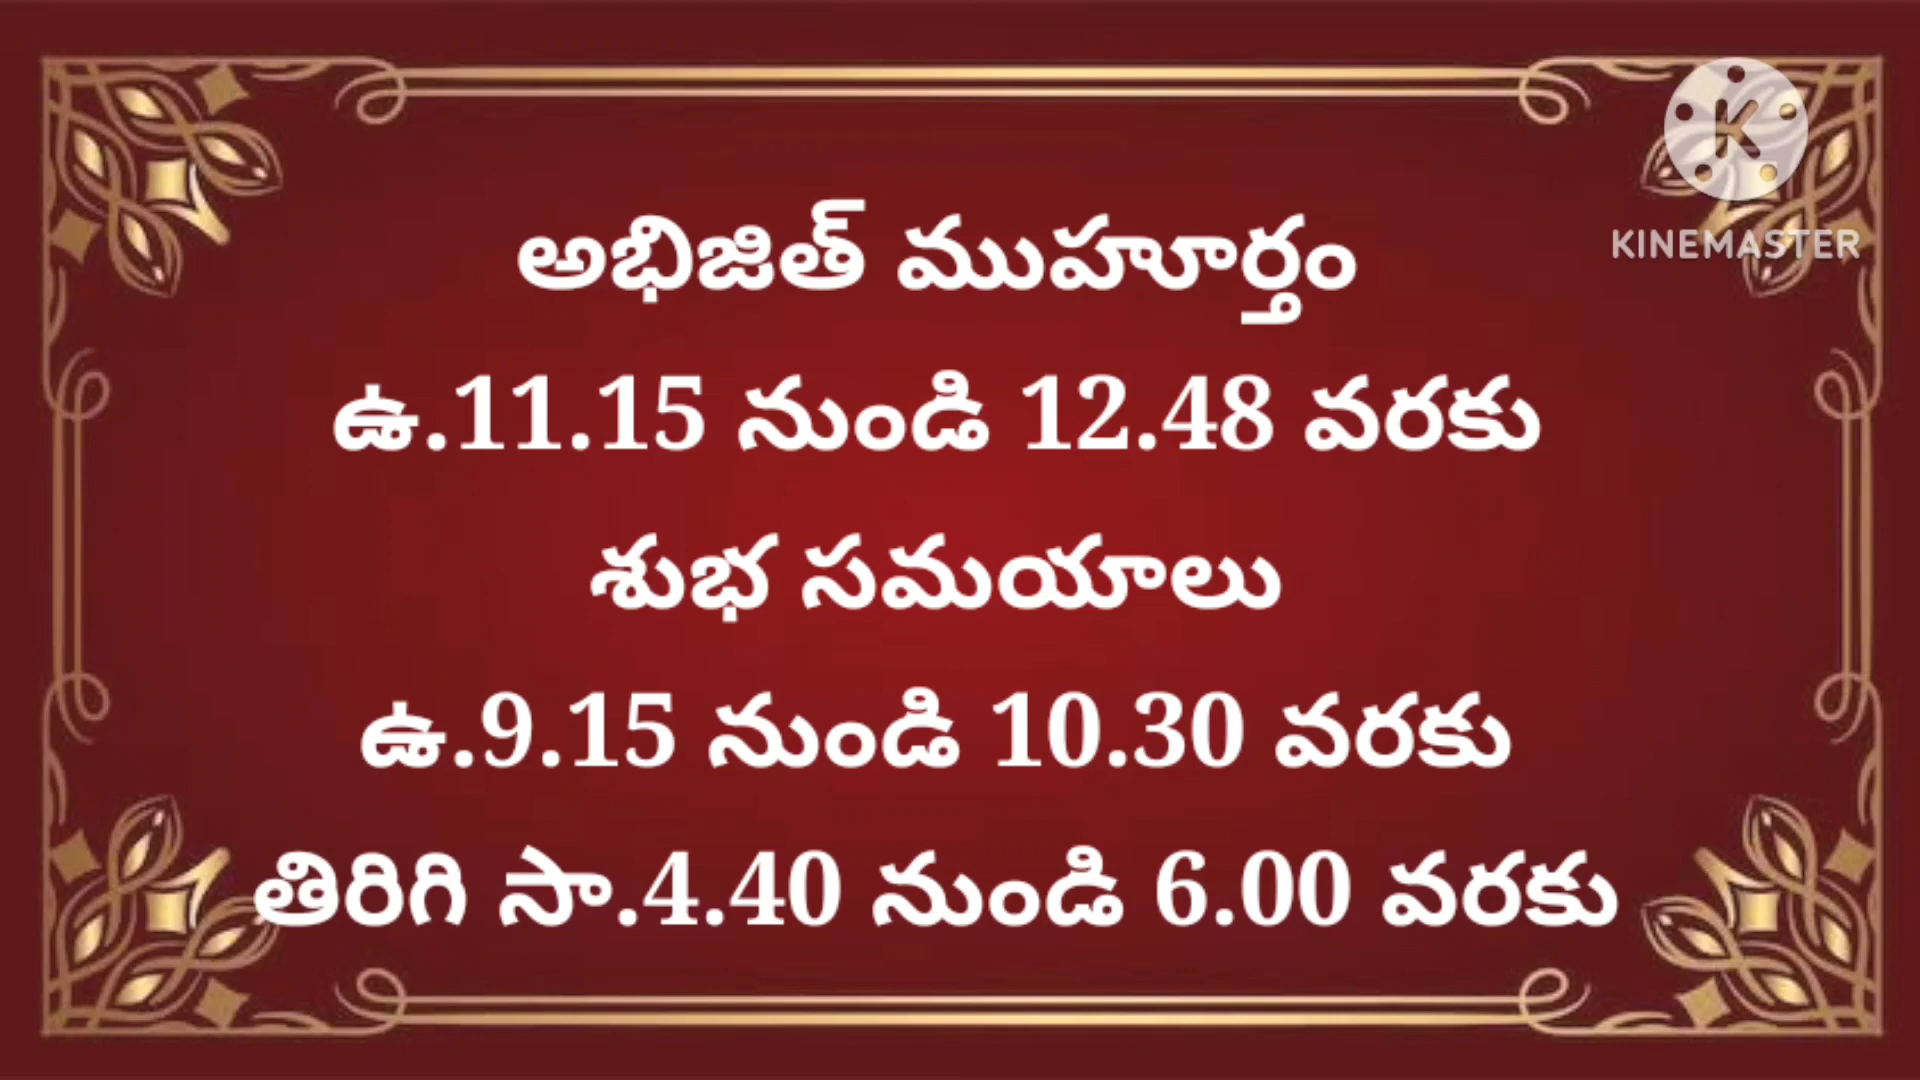 KINEMASTER
అభిజిత్ ముహూర్తం
ఉ.11.15 నుండి 12.48 వరకు
శుభ సమయాలు
ఉ.9.15 నుండి 10.30 వరకు
తిరిగి సా.4.40 నుండి 6.00 వరకు